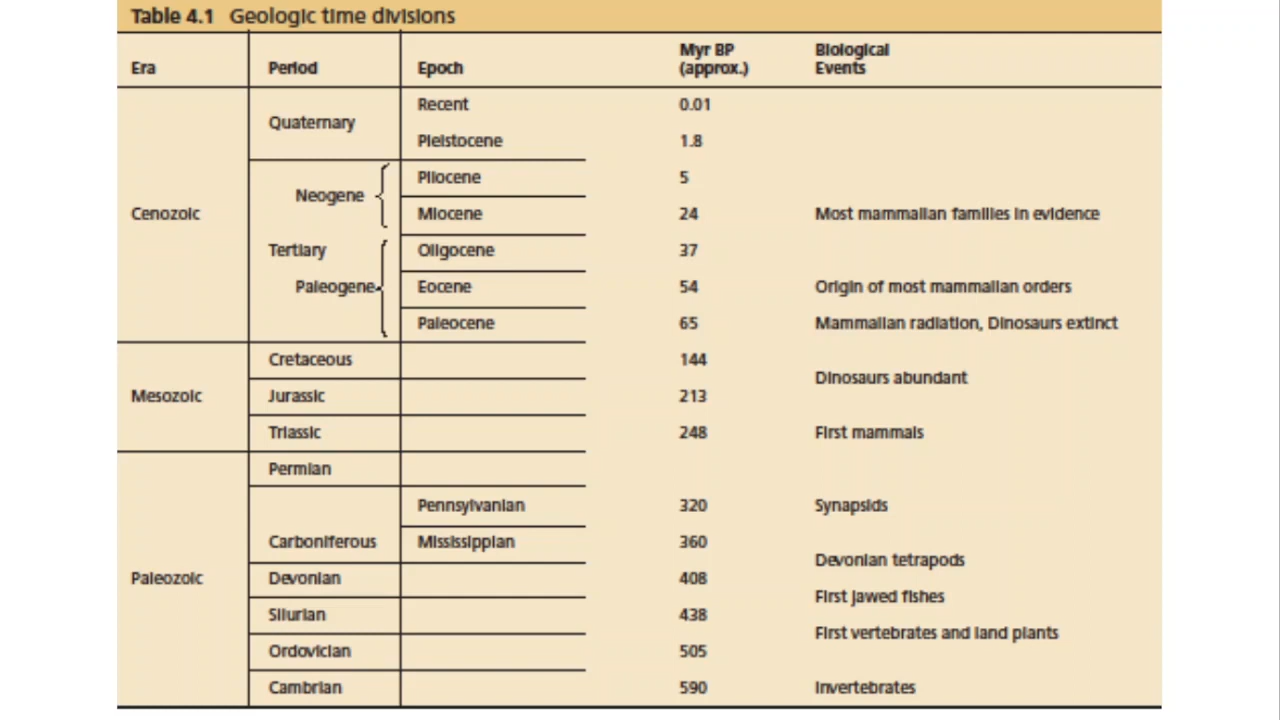 Table 4.1 Geologic time divisions
Era Period Epoch Myr BP (approx.) Biological Events
Cenozoic Quaternary Recent 0.01
Pleistocene 1.8
Tertiary Neogene Pliocene 5
Miocene 24 Most mammalian families in evidence
Paleogene Oligocene 37
Eocene 54 Origin of most mammalian orders
Paleocene 65 Mammalian radiation, Dinosaurs extinct
Mesozoic Cretaceous 144
Dinosaurs abundant
Jurassic 213
Triassic 248 First mammals
Paleozoic Permian
Carboniferous Pennsylvanian 320 Synapsids
Mississippian 360
Devonian tetrapods
Devonian 408
First jawed fishes
Silurian 438
First vertebrates and land plants
Ordovician 505
Cambrian 590 Invertebrates